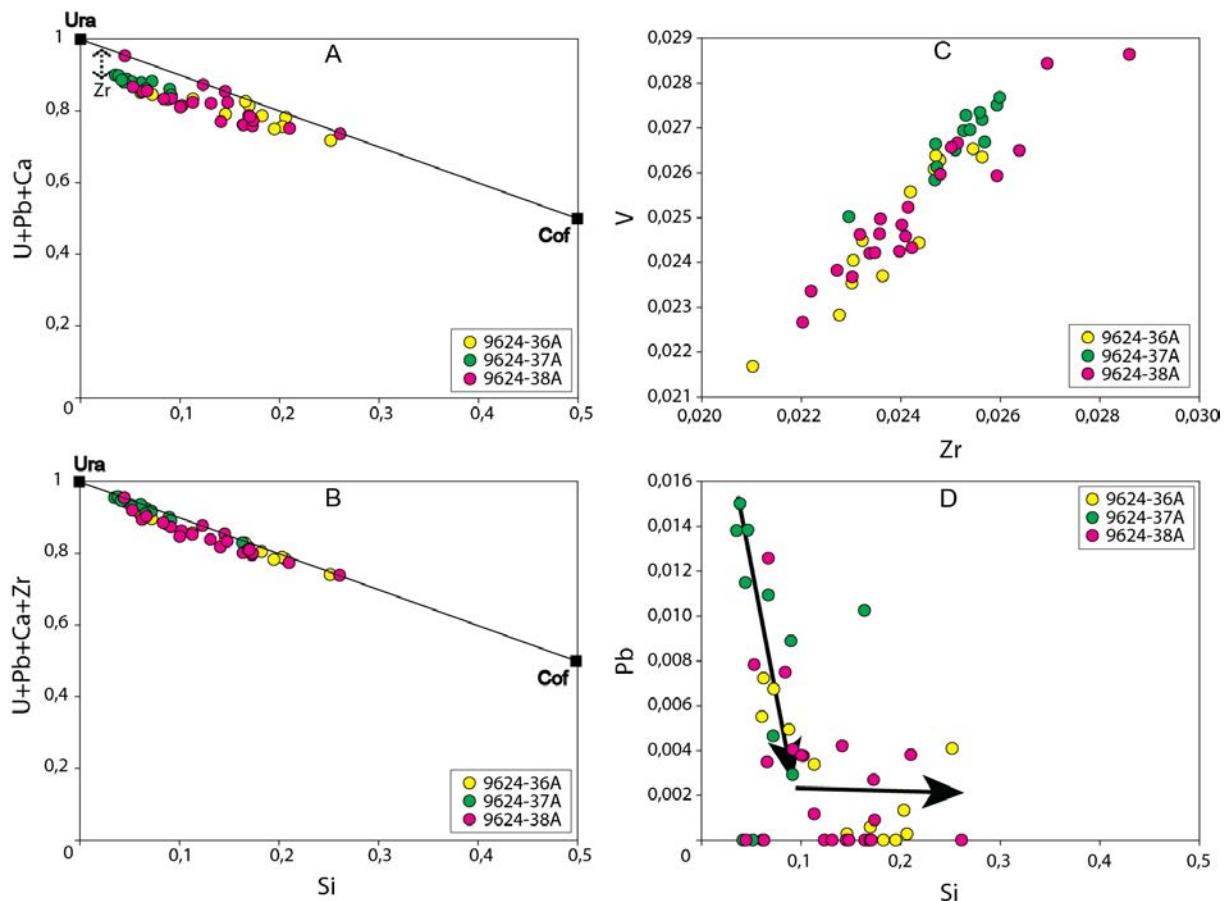 Ura
A
1
0,8
0,6
0,4
0,2
0
Zr
Cof
U+Pb+Ca
9624-36A
9624-37A
9624-38A
0,1
0,2
0,3
0,4
0,5
C
0,029
0,028
0,027
0,026
0,025
0,024
0,023
0,022
0,021
V
9624-36A
9624-37A
9624-38A
0,020
0,022
0,024
0,026
0,028
0,030
Zr
Ura
B
1
0,8
0,6
0,4
0,2
0
Cof
U+Pb+Ca+Zr
9624-36A
9624-37A
9624-38A
0,1
0,2
0,3
0,4
0,5
Si
D
0,016
0,014
0,012
0,010
0,008
0,006
0,004
0,002
0
Pb
9624-36A
9624-37A
9624-38A
0,1
0,2
0,3
0,4
0,5
Si